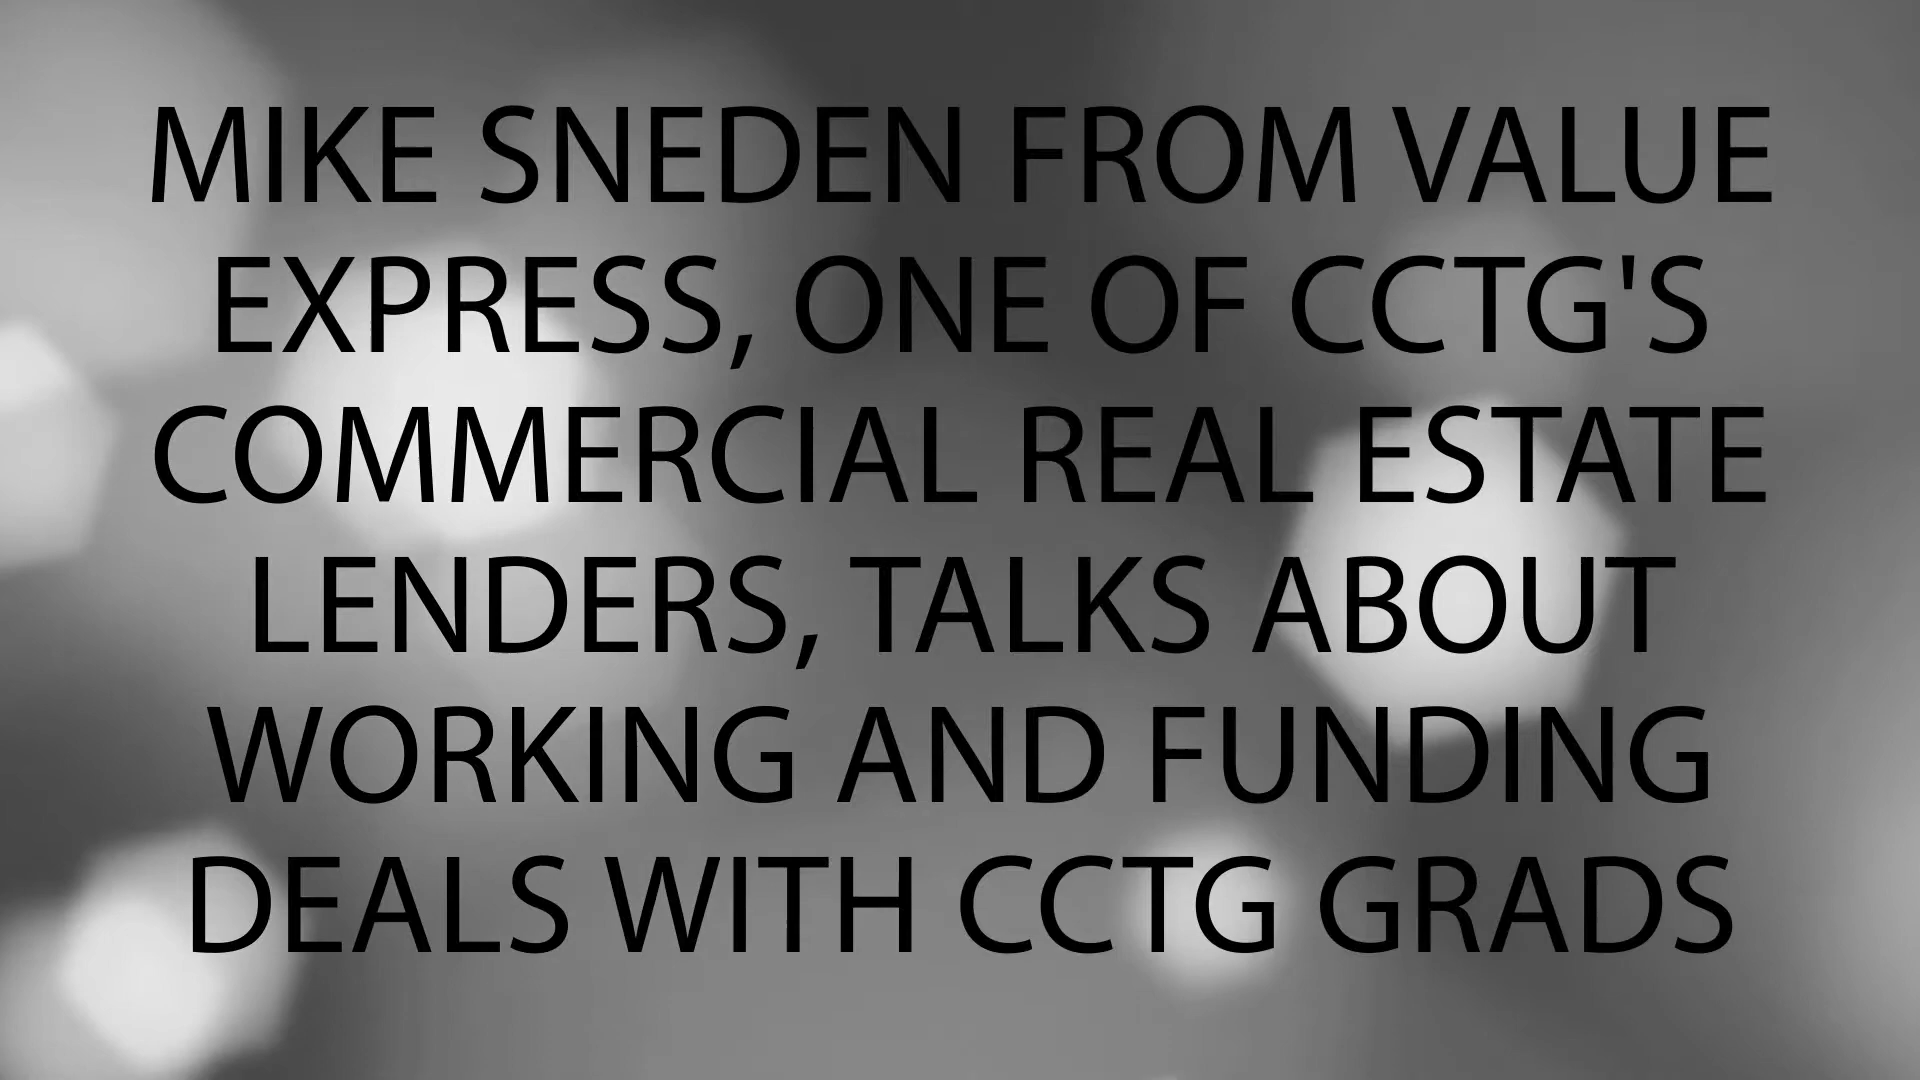 MIKE SNEDEN FROM VALUE
EXPRESS, ONE OF CCTG'S
COMMERCIAL REAL ESTATE
LENDERS, TALKS ABOUT
WORKING AND FUNDING
DEALS WITH CCTG GRADS